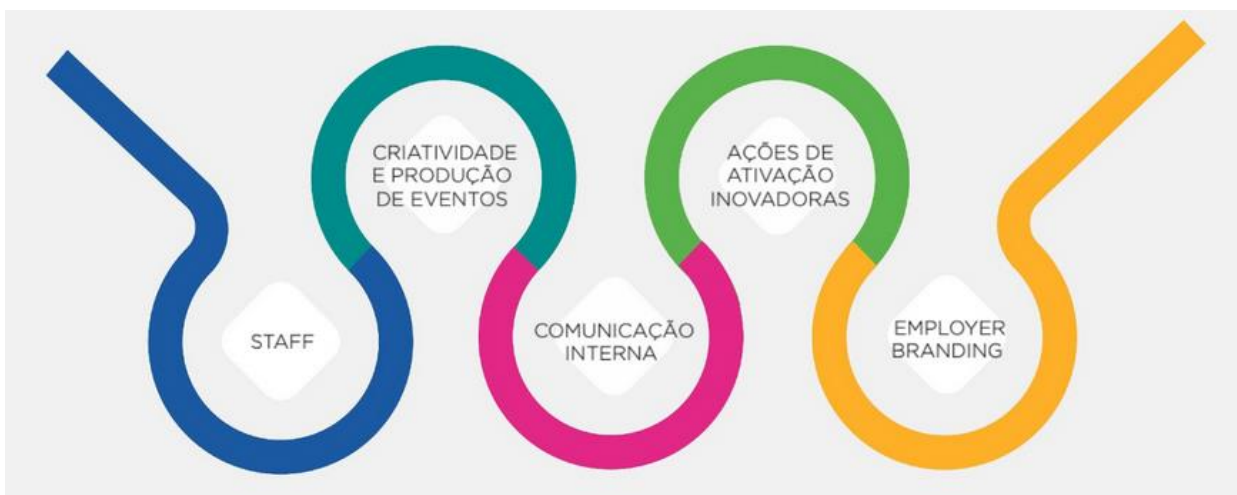 STAFF
CRIATIVIDADE
E PRODUÇÃO
DE EVENTOS
COMUNICAÇÃO
INTERNA
AÇÕES DE
ATIVAÇÃO
INOVADORAS
EMPLOYER
BRANDING